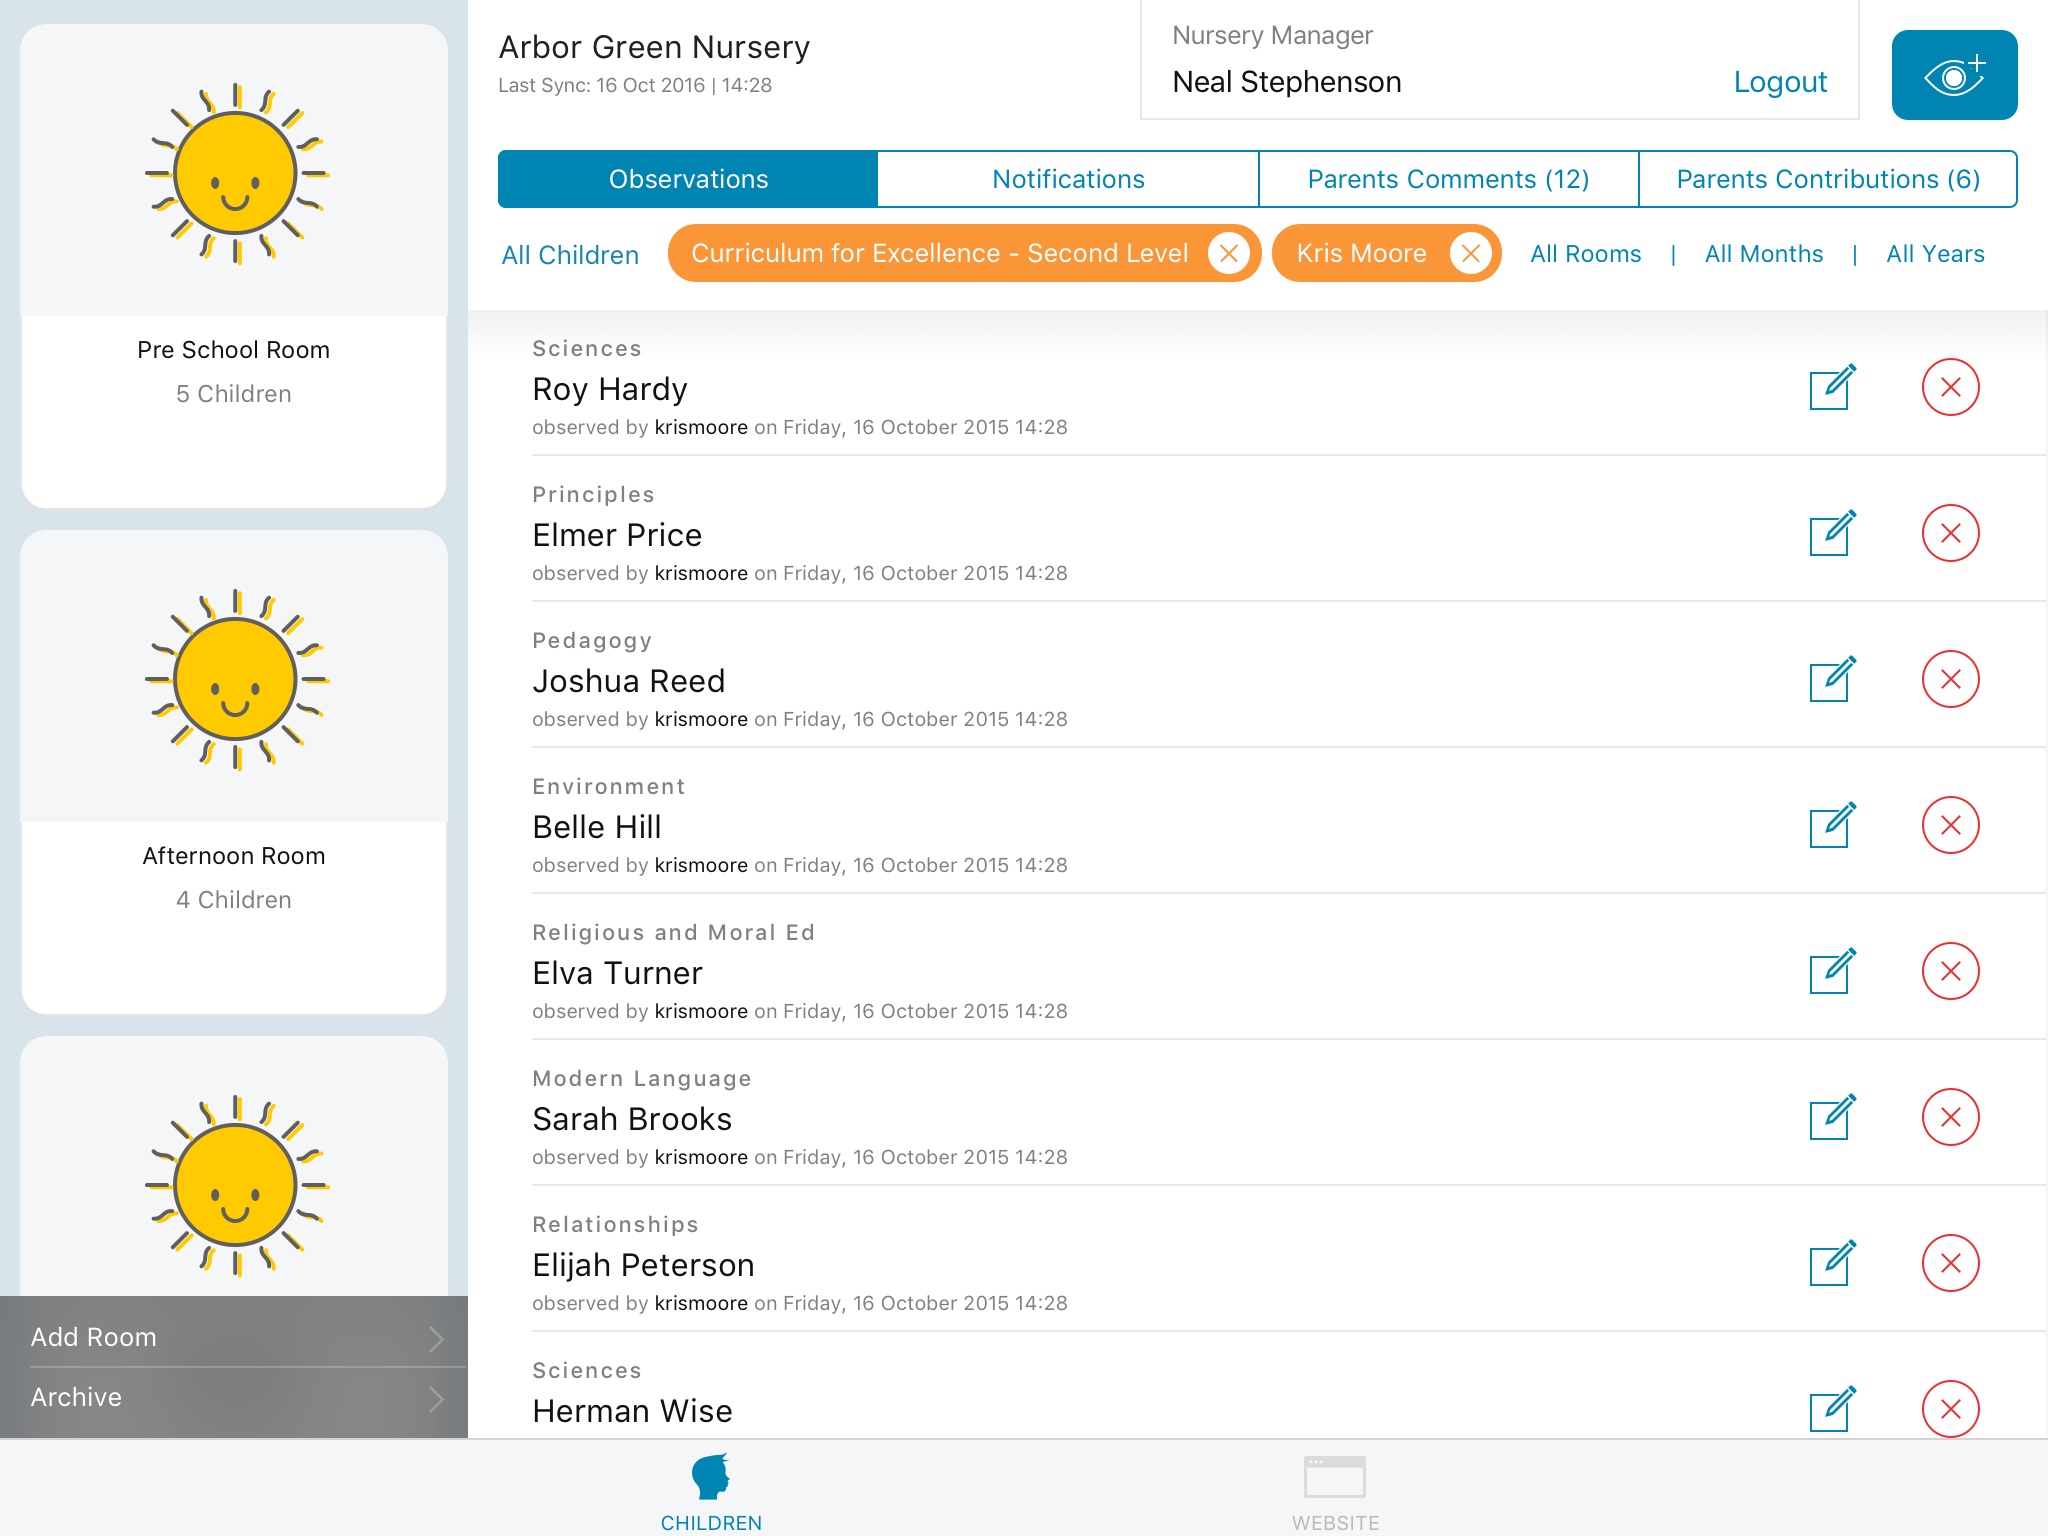 Arbor Green Nursery
Last Sync: 16 Oct 2016 | 14:28
Nursery Manager
Neal Stephenson
Logout
Observations
Notifications
Parents Comments (12)
Parents Contributions (6)
All Children
Curriculum for Excellence - Second Level
Kris Moore
All Rooms | All Months | All Years
Pre School Room
5 Children
Afternoon Room
4 Children
Add Room
Archive
Sciences
Roy Hardy
observed by krismoore on Friday, 16 October 2015 14:28
Principles
Elmer Price
observed by krismoore on Friday, 16 October 2015 14:28
Pedagogy
Joshua Reed
observed by krismoore on Friday, 16 October 2015 14:28
Environment
Belle Hill
observed by krismoore on Friday, 16 October 2015 14:28
Religious and Moral Ed
Elva Turner
observed by krismoore on Friday, 16 October 2015 14:28
Modern Language
Sarah Brooks
observed by krismoore on Friday, 16 October 2015 14:28
Relationships
Elijah Peterson
observed by krismoore on Friday, 16 October 2015 14:28
Sciences
Herman Wise
CHILDREN
WEBSITE